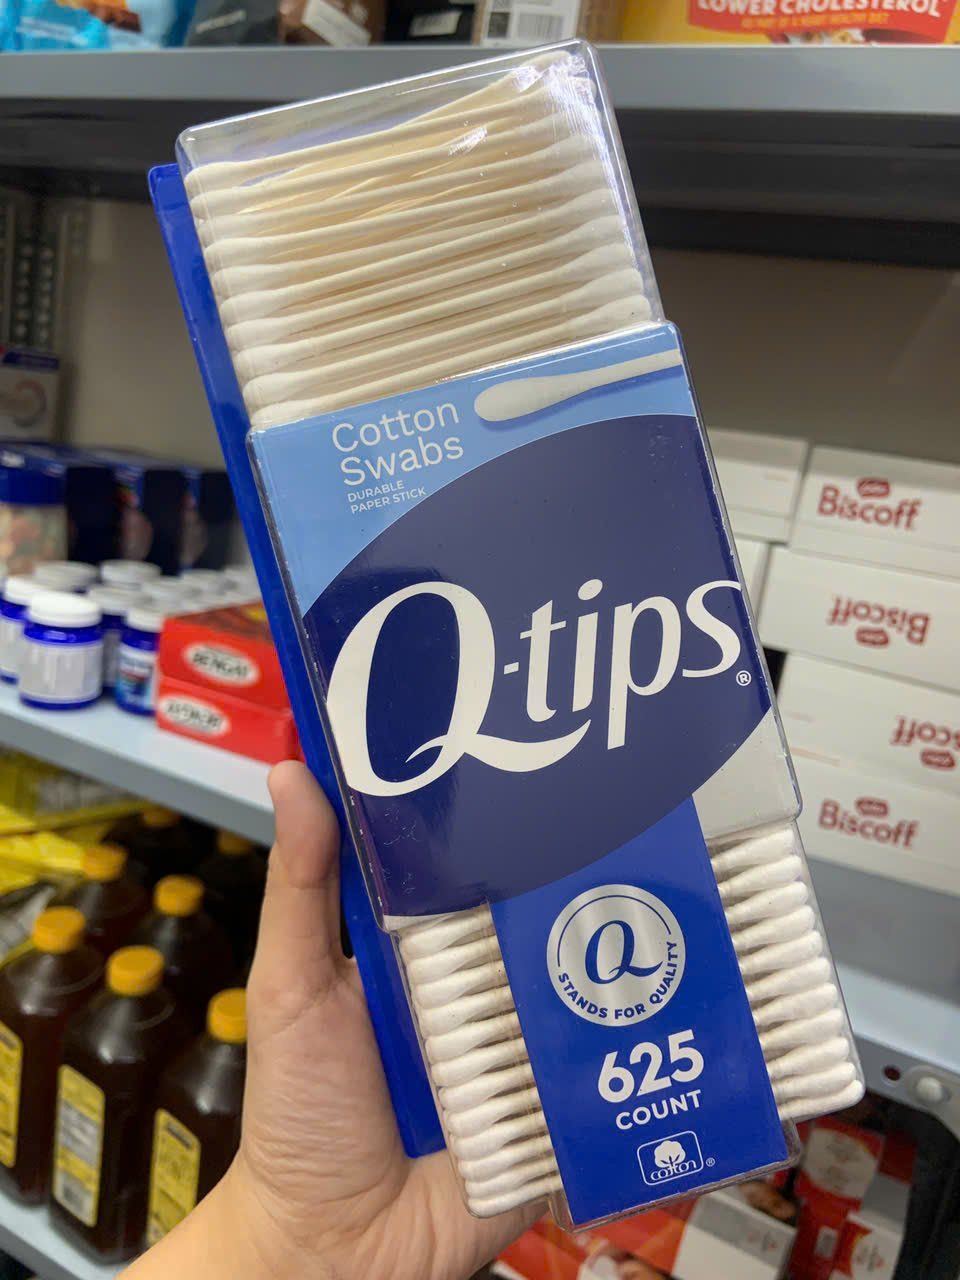 LOWER CHOLESTEROL*
Cotton
Swabs
DURABLE
PAPER STICK
Q-tips®
Q
STANDS FOR QUALITY
625
COUNT
cotton®
Biscoff
Biscoff
Biscoff
Biscoff
BENGAY
BENGAY